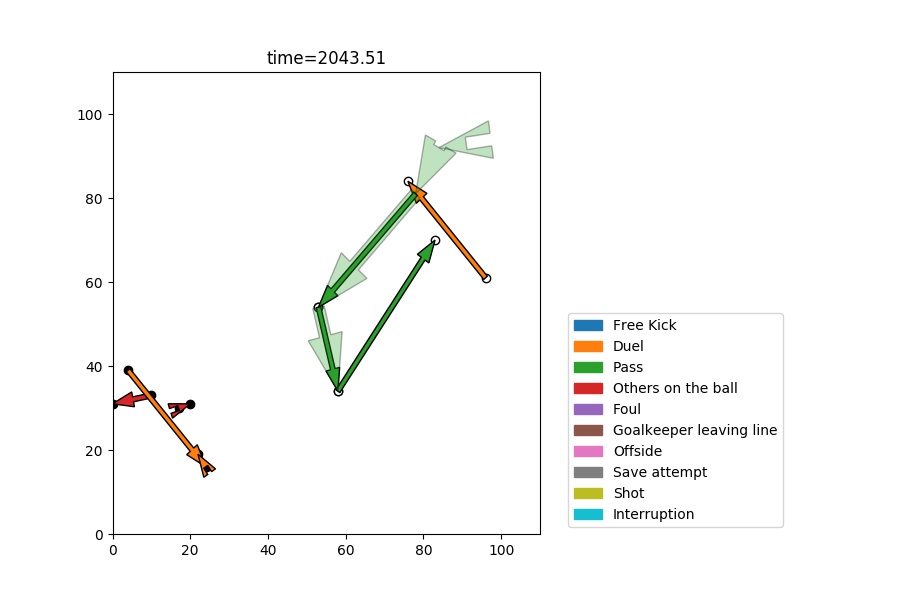 time=2043.51
100
80
60
40
20
0
0 20 40 60 80 100
Free Kick
Duel
Pass
Others on the ball
Foul
Goalkeeper leaving line
Offside
Save attempt
Shot
Interruption